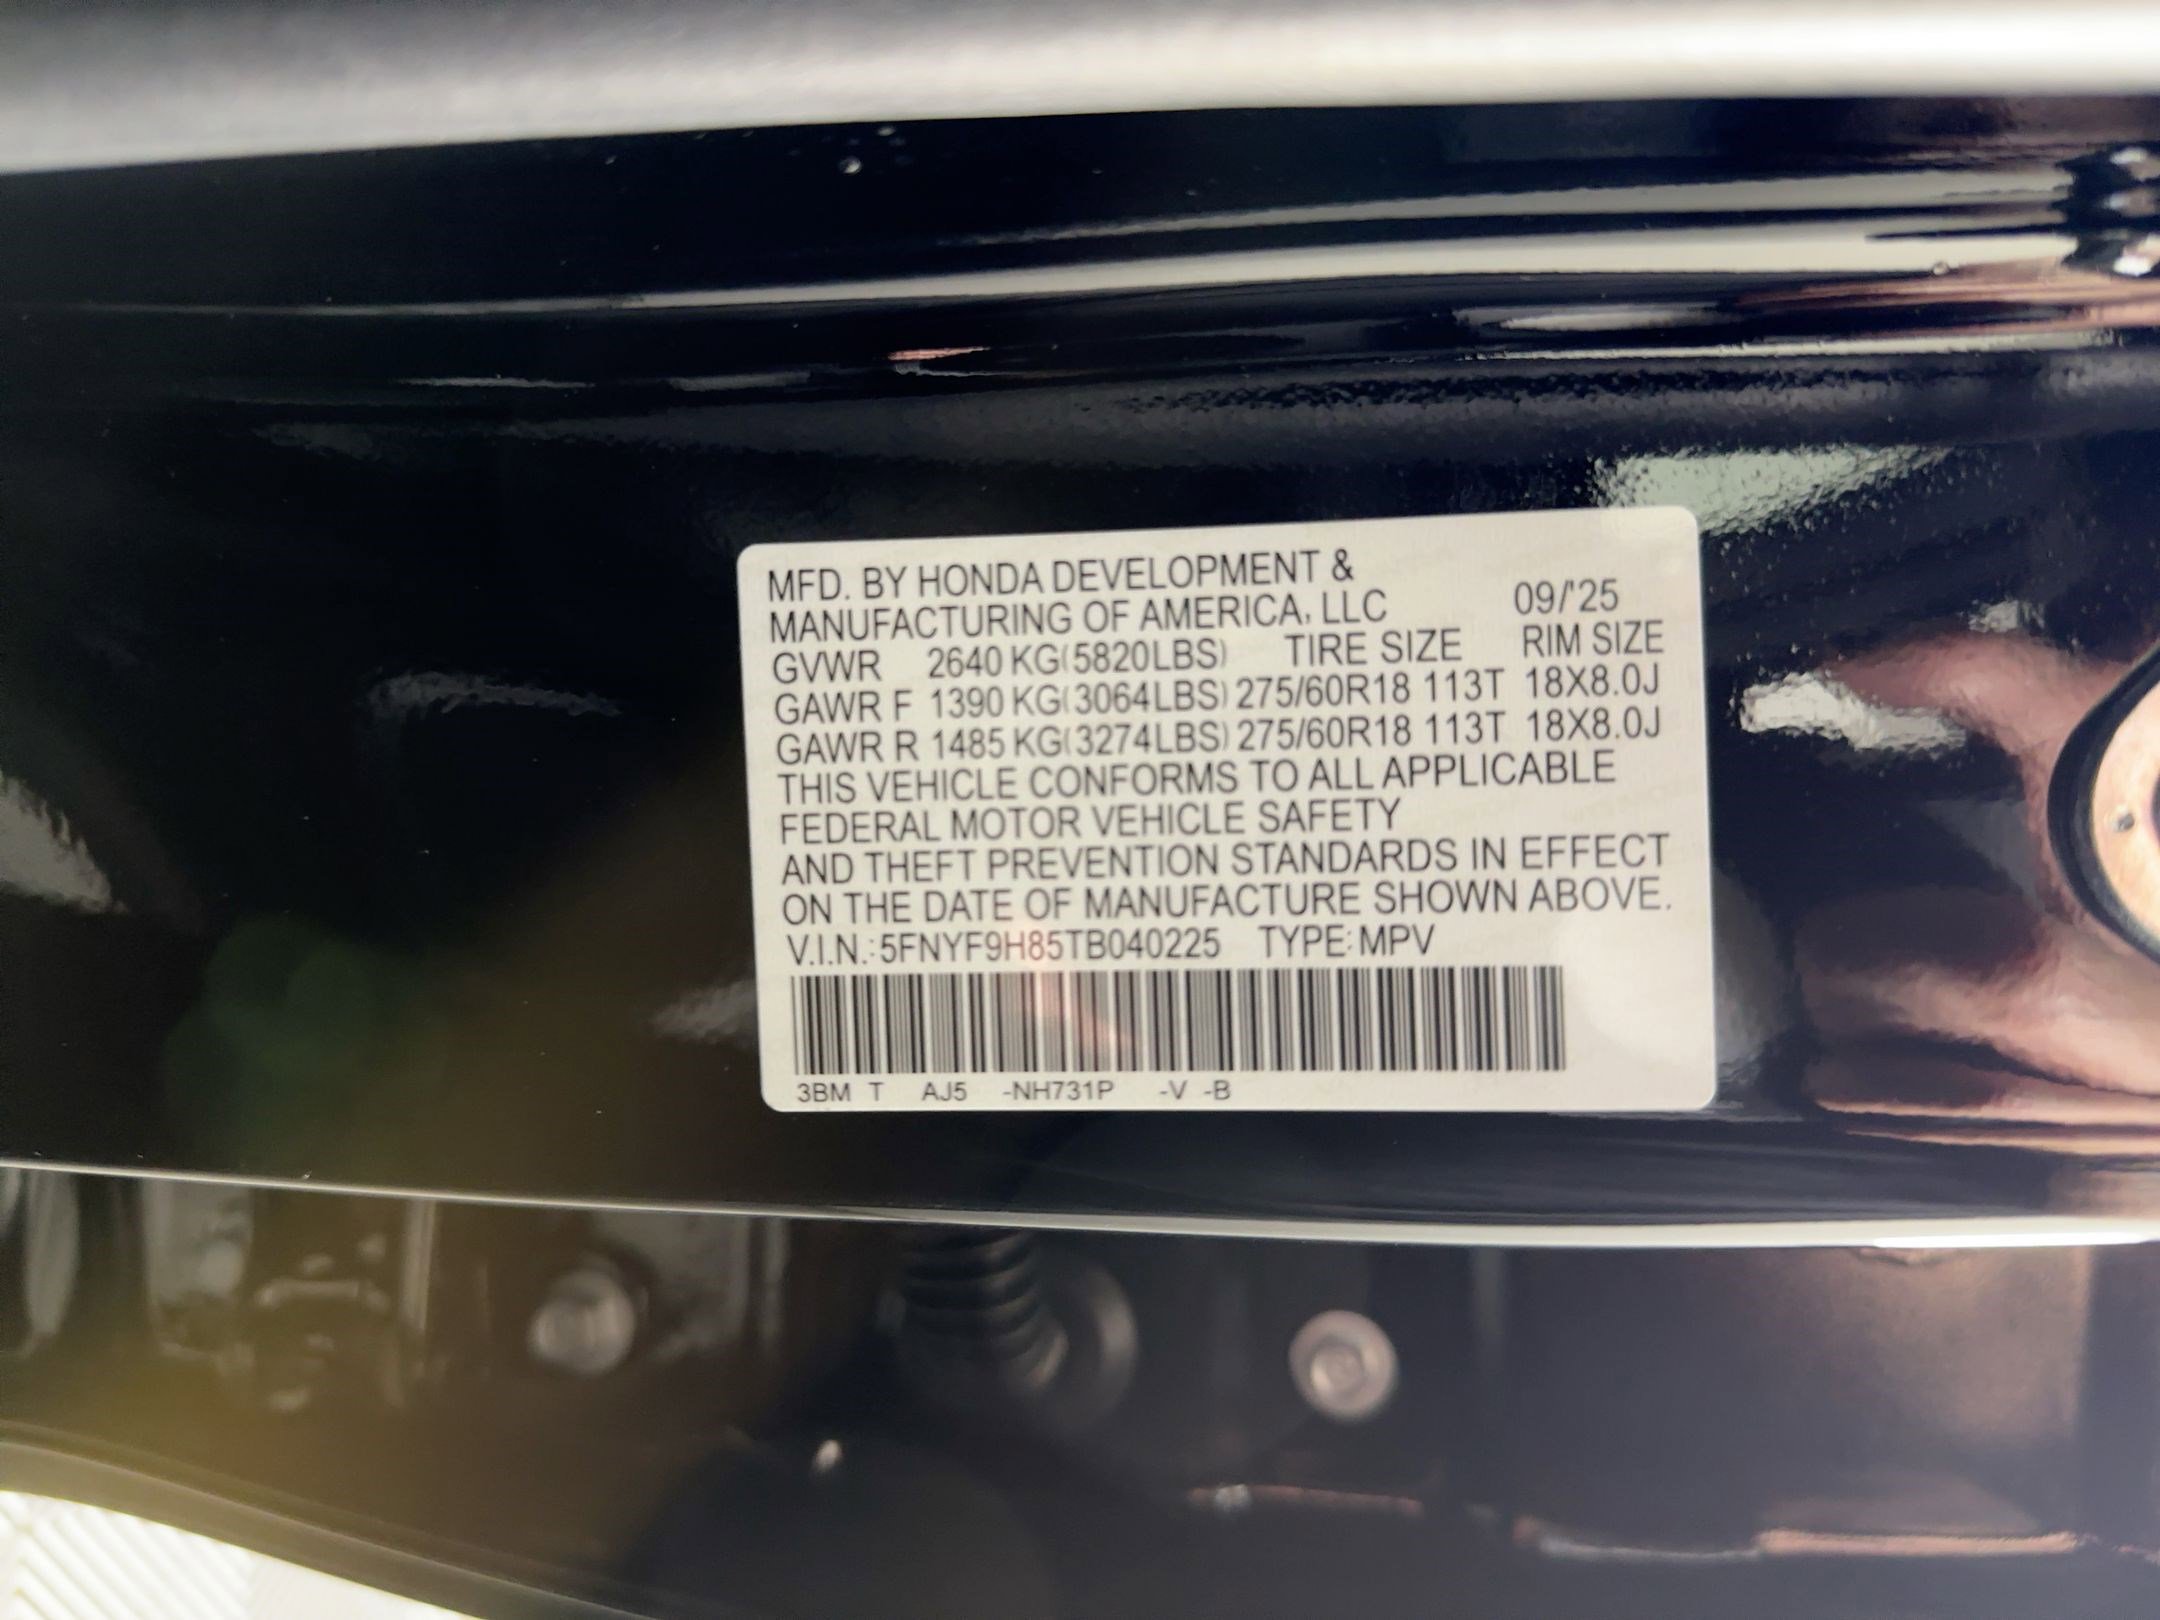 MFD. BY HONDA DEVELOPMENT &
MANUFACTURING OF AMERICA, LLC 09/'25
GVWR 2640 KG(5820LBS) TIRE SIZE RIM SIZE
GAWR F 1390 KG(3064LBS) 275/60R18 113T 18X8.0J
GAWR R 1485 KG(3274LBS) 275/60R18 113T 18X8.0J
THIS VEHICLE CONFORMS TO ALL APPLICABLE
FEDERAL MOTOR VEHICLE SAFETY
AND THEFT PREVENTION STANDARDS IN EFFECT
ON THE DATE OF MANUFACTURE SHOWN ABOVE.
V.I.N.:5FNYF9H85TB040225 TYPE:MPV
3BM T AJ5 -NH731P -V -B